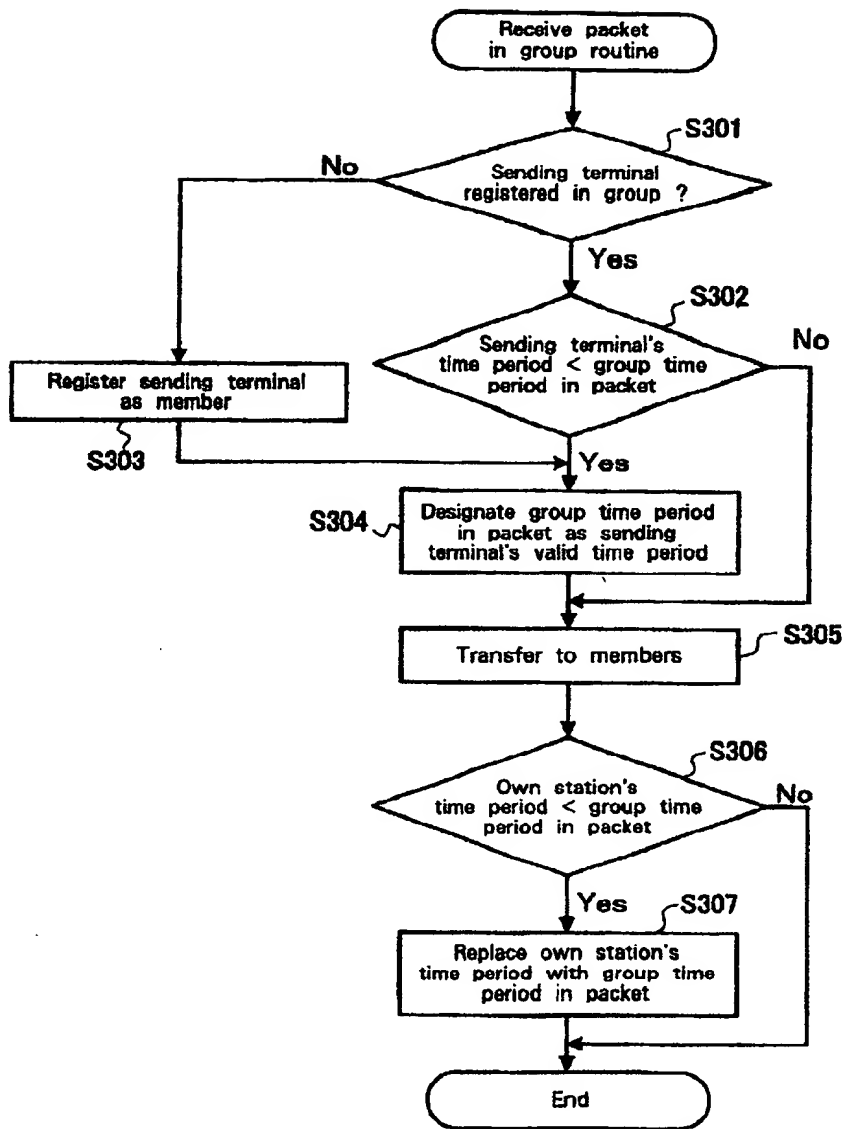 Receive packet
in group routine
S301
No
Sending terminal
registered in group ?
Yes
S302
Sending terminal's
time period < group time
period in packet
No
Register sending terminal
as member
S303
Yes
S304
Designate group time period
in packet as sending
terminal's valid time period
Transfer to members
S305
S306
Own station's
time period < group time
period in packet
No
Yes
S307
Replace own station's
time period with group time
period in packet
End